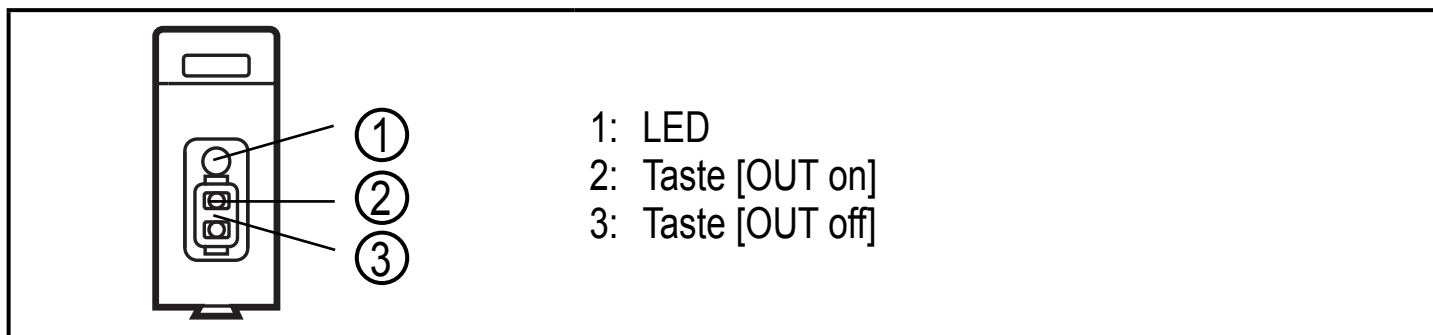 1
2
3
1: LED
2: Taste [OUT on]
3: Taste [OUT off]